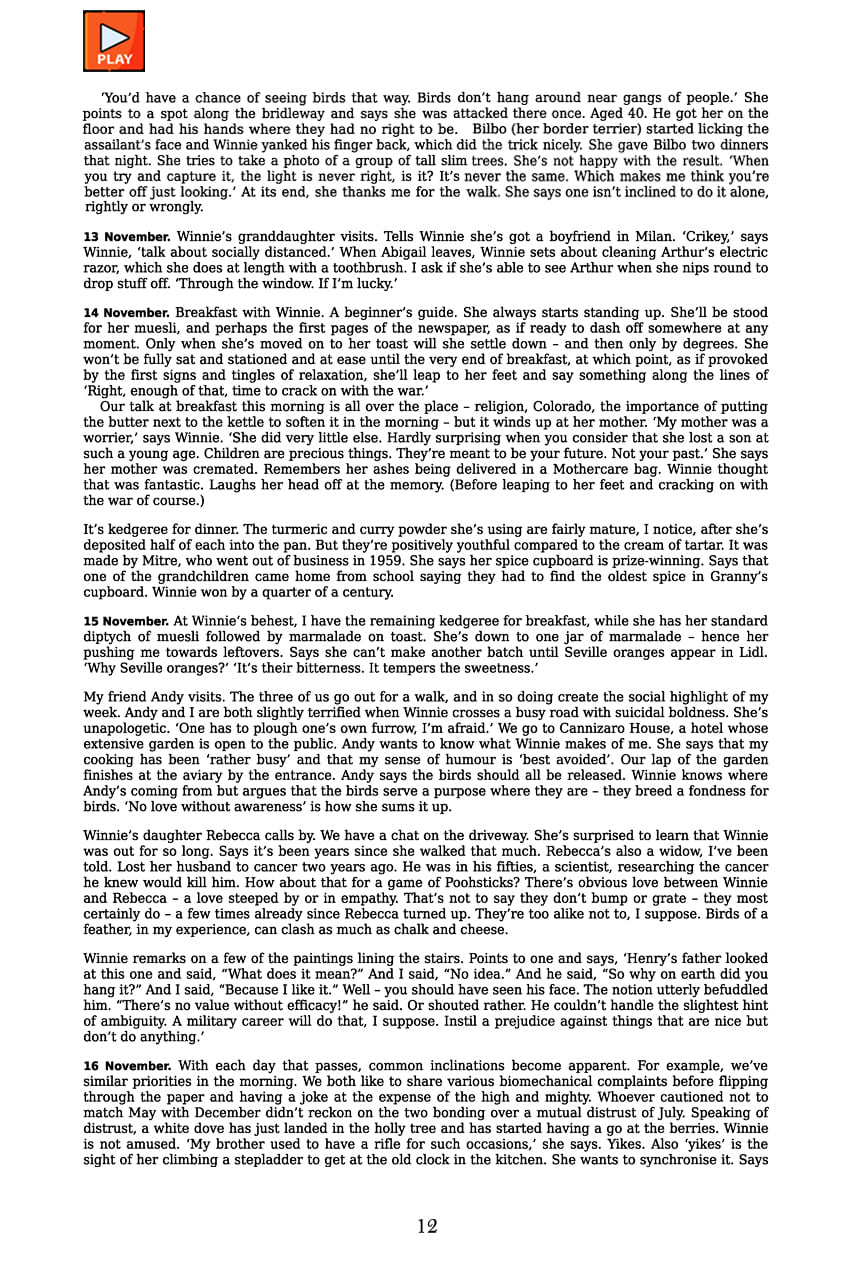 PLAY
‘You’d have a chance of seeing birds that way. Birds don’t hang around near gangs of people.’ She
points to a spot along the bridleway and says she was attacked there once. Aged 40. He got her on the
floor and had his hands where they had no right to be. Bilbo (her border terrier) started licking the
assailant’s face and Winnie yanked his finger back, which did the trick nicely. She gave Bilbo two dinners
that night. She tries to take a photo of a group of tall slim trees. She’s not happy with the result. ‘When
you try and capture it, the light is never right, is it? It’s never the same. Which makes me think you’re
better off just looking.’ At its end, she thanks me for the walk. She says one isn’t inclined to do it alone,
rightly or wrongly.
13 November. Winnie’s granddaughter visits. Tells Winnie she’s got a boyfriend in Milan. ‘Crikey,’ says
Winnie, ‘talk about socially distanced.’ When Abigail leaves, Winnie sets about cleaning Arthur’s electric
razor, which she does at length with a toothbrush. I ask if she’s able to see Arthur when she nips round to
drop stuff off. ‘Through the window. If I’m lucky.’
14 November. Breakfast with Winnie. A beginner’s guide. She always starts standing up. She’ll be stood
for her muesli, and perhaps the first pages of the newspaper, as if ready to dash off somewhere at any
moment. Only when she’s moved on to her toast will she settle down – and then only by degrees. She
won’t be fully sat and stationed and at ease until the very end of breakfast, at which point, as if provoked
by the first signs and tingles of relaxation, she’ll leap to her feet and say something along the lines of
‘Right, enough of that, time to crack on with the war.’
Our talk at breakfast this morning is all over the place – religion, Colorado, the importance of putting
the butter next to the kettle to soften it in the morning – but it winds up at her mother. ‘My mother was a
worrier,’ says Winnie. ‘She did very little else. Hardly surprising when you consider that she lost a son at
such a young age. Children are precious things. They’re meant to be your future. Not your past.’ She says
her mother was cremated. Remembers her ashes being delivered in a Mothercare bag. Winnie thought
that was fantastic. Laughs her head off at the memory. (Before leaping to her feet and cracking on with
the war of course.)
It’s kedgeree for dinner. The turmeric and curry powder she’s using are fairly mature, I notice, after she’s
deposited half of each into the pan. But they’re positively youthful compared to the cream of tartar. It was
made by Mitre, who went out of business in 1959. She says her spice cupboard is prize-winning. Says that
one of the grandchildren came home from school saying they had to find the oldest spice in Granny’s
cupboard. Winnie won by a quarter of a century.
15 November. At Winnie’s behest, I have the remaining kedgeree for breakfast, while she has her standard
diptych of muesli followed by marmalade on toast. She’s down to one jar of marmalade – hence her
pushing me towards leftovers. Says she can’t make another batch until Seville oranges appear in Lidl.
‘Why Seville oranges?’ ‘It’s their bitterness. It tempers the sweetness.’
My friend Andy visits. The three of us go out for a walk, and in so doing create the social highlight of my
week. Andy and I are both slightly terrified when Winnie crosses a busy road with suicidal boldness. She’s
unapologetic. ‘One has to plough one’s own furrow, I’m afraid.’ We go to Cannizaro House, a hotel whose
extensive garden is open to the public. Andy wants to know what Winnie makes of me. She says that my
cooking has been ‘rather busy’ and that my sense of humour is ‘best avoided’. Our lap of the garden
finishes at the aviary by the entrance. Andy says the birds should all be released. Winnie knows where
Andy’s coming from but argues that the birds serve a purpose where they are – they breed a fondness for
birds. ‘No love without awareness’ is how she sums it up.
Winnie’s daughter Rebecca calls by. We have a chat on the driveway. She’s surprised to learn that Winnie
was out for so long. Says it’s been years since she walked that much. Rebecca’s also a widow, I’ve been
told. Lost her husband to cancer two years ago. He was in his fifties, a scientist, researching the cancer
he knew would kill him. How about that for a game of Poohsticks? There’s obvious love between Winnie
and Rebecca – a love steeped by or in empathy. That’s not to say they don’t bump or grate – they most
certainly do – a few times already since Rebecca turned up. They’re too alike not to, I suppose. Birds of a
feather, in my experience, can clash as much as chalk and cheese.
Winnie remarks on a few of the paintings lining the stairs. Points to one and says, ‘Henry’s father looked
at this one and said, “What does it mean?” And I said, “No idea.” And he said, “So why on earth did you
hang it?” And I said, “Because I like it.” Well – you should have seen his face. The notion utterly befuddled
him. “There’s no value without efficacy!” he said. Or shouted rather. He couldn’t handle the slightest hint
of ambiguity. A military career will do that, I suppose. Instil a prejudice against things that are nice but
don’t do anything.’
16 November. With each day that passes, common inclinations become apparent. For example, we’ve
similar priorities in the morning. We both like to share various biomechanical complaints before flipping
through the paper and having a joke at the expense of the high and mighty. Whoever cautioned not to
match May with December didn’t reckon on the two bonding over a mutual distrust of July. Speaking of
distrust, a white dove has just landed in the holly tree and has started having a go at the berries. Winnie
is not amused. ‘My brother used to have a rifle for such occasions,’ she says. Yikes. Also ‘yikes’ is the
sight of her climbing a stepladder to get at the old clock in the kitchen. She wants to synchronise it. Says
12